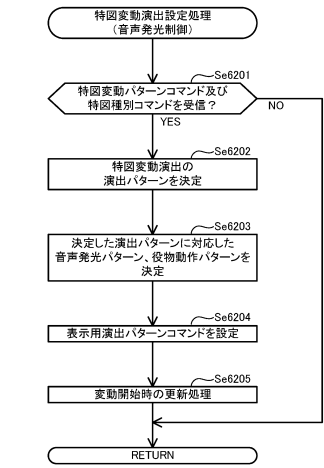 特図変動演出設定処理
(音声発光制御)
Se6201
特図変動パターンコマンド及び
特図種別コマンドを受信？
NO
YES
Se6202
特図変動演出の
演出パターンを決定
Se6203
決定した演出パターンに対応した
音声発光パターン、役物動作パターンを
決定
Se6204
表示用演出パターンコマンドを設定
Se6205
変動開始時の更新処理
RETURN